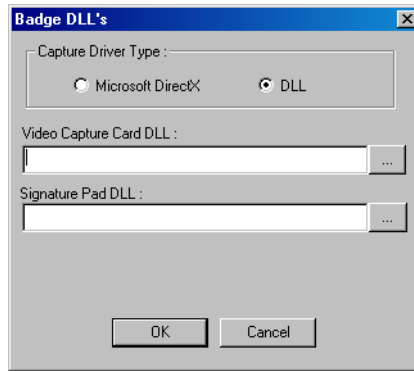 Badge DLL's
Capture Driver Type :
Microsoft DirectX DLL
Video Capture Card DLL :
...
Signature Pad DLL :
...
OK Cancel